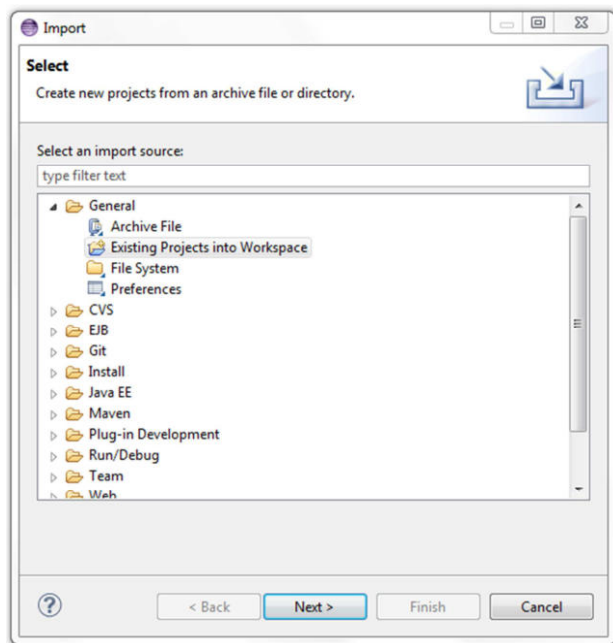 Import
Select
Create new projects from an archive file or directory.
Select an import source:
type filter text
General
Archive File
Existing Projects into Workspace
File System
Preferences
CVS
EJB
Git
Install
Java EE
Maven
Plug-in Development
Run/Debug
Team
Web
? < Back Next > Finish Cancel